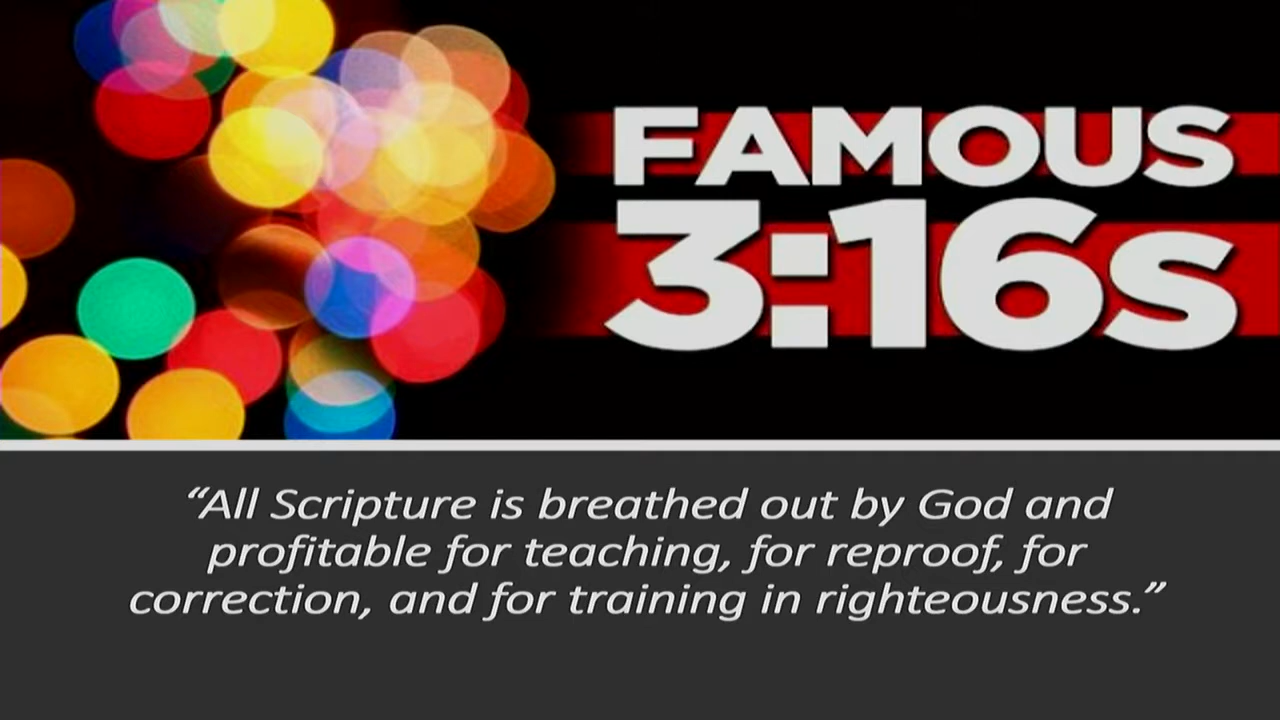 FAMOUS
3:16s
“All Scripture is breathed out by God and
profitable for teaching, for reproof, for
correction, and for training in righteousness.”